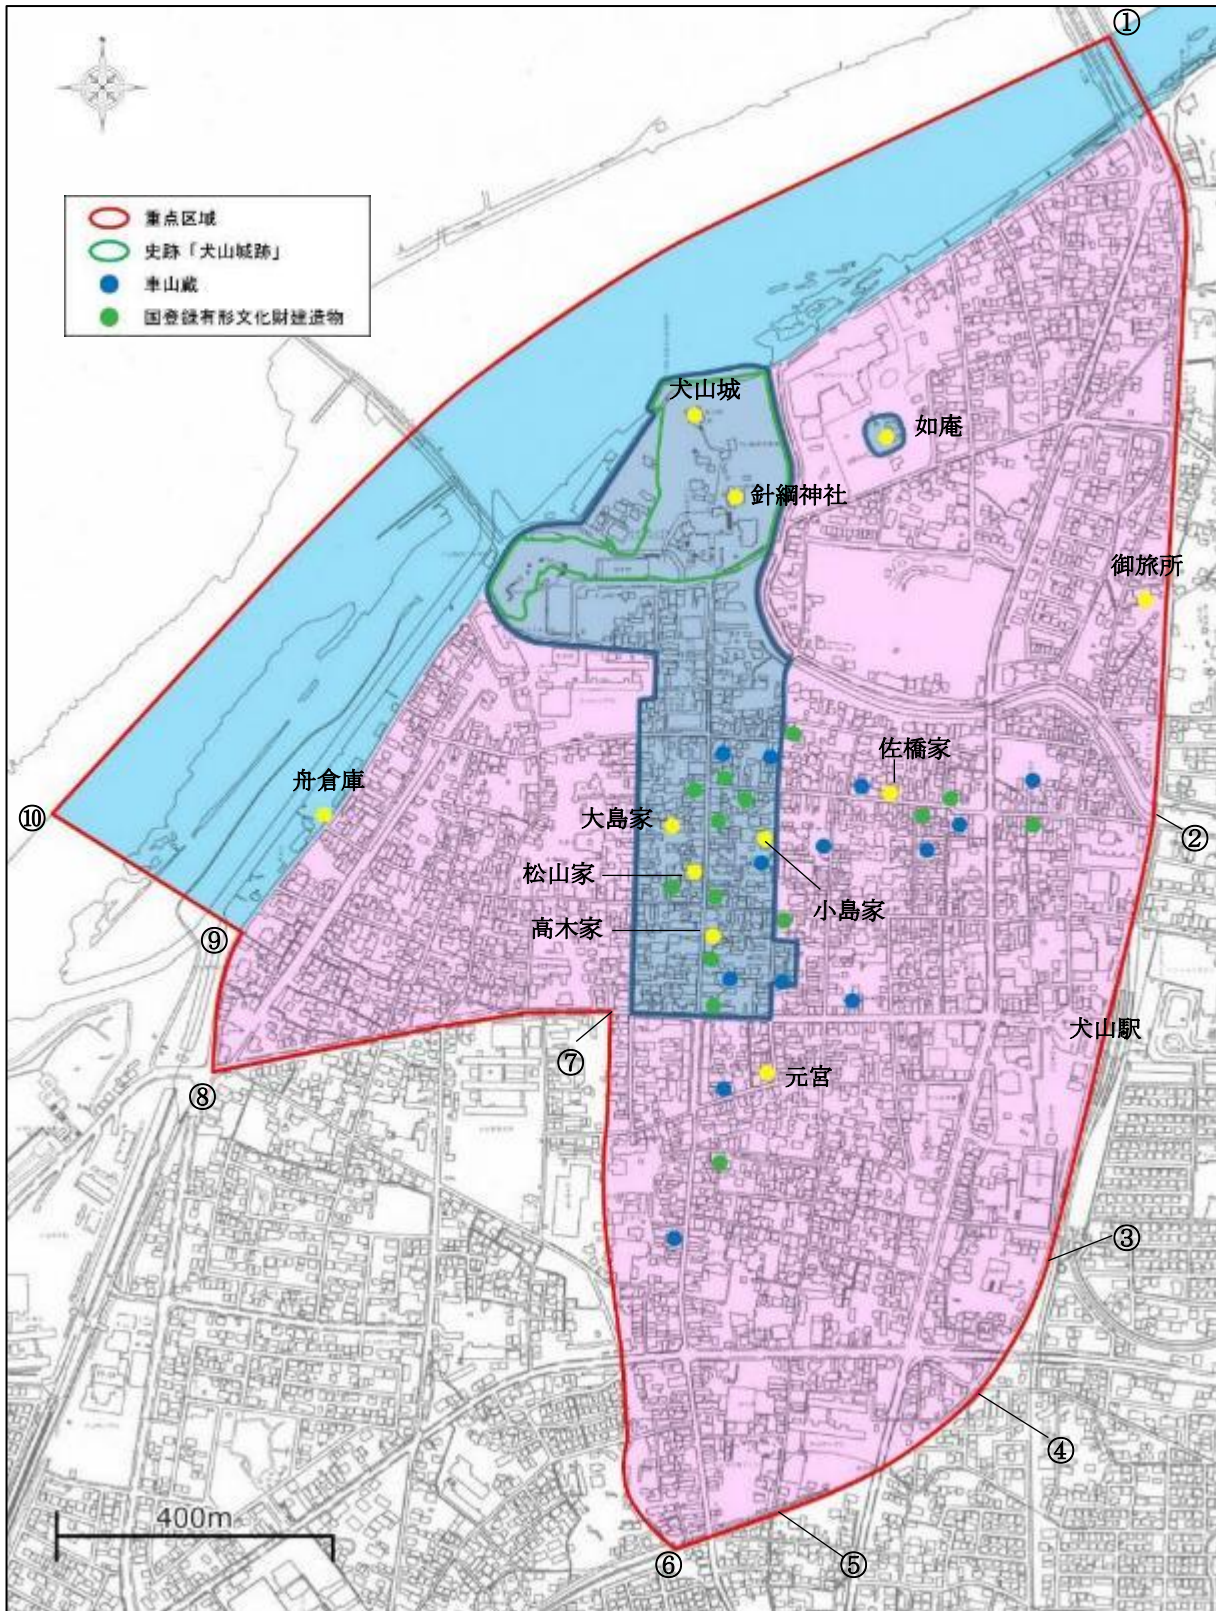 ①
重点区域
史跡「犬山城跡」
車山蔵
国登録有形文化財建造物
犬山城
如庵
針綱神社
御旅所
佐橋家
舟倉庫
⑩
大島家
②
松山家
小島家
高木家
⑨
犬山駅
⑦
元宮
⑧
③
④
400m
⑥
⑤